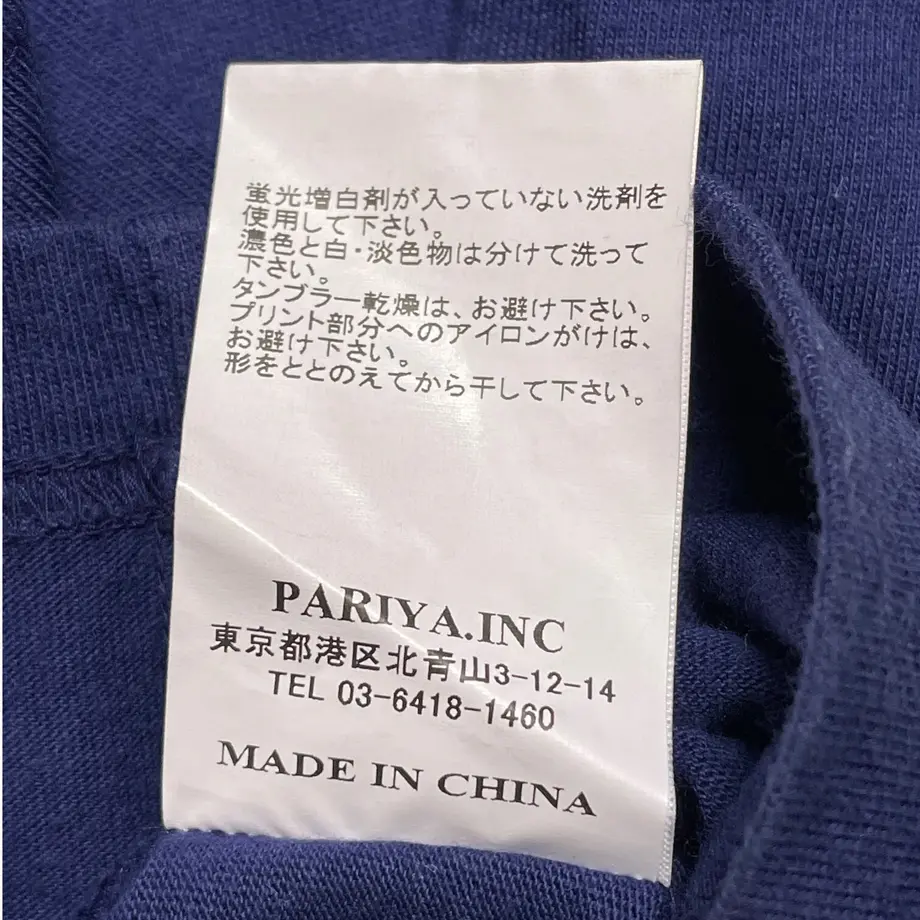 蛍光増白剤が入っていない洗剤を
使用して下さい。
濃色と白・淡色物は分けて洗って
下さい。
タンブラー乾燥は、お避け下さい。
プリント部分へのアイロンがけは、
お避け下さい。
形をととのえてから干して下さい。
PARIYA.INC
東京都港区北青山3-12-14
TEL 03-6418-1460
MADE IN CHINA